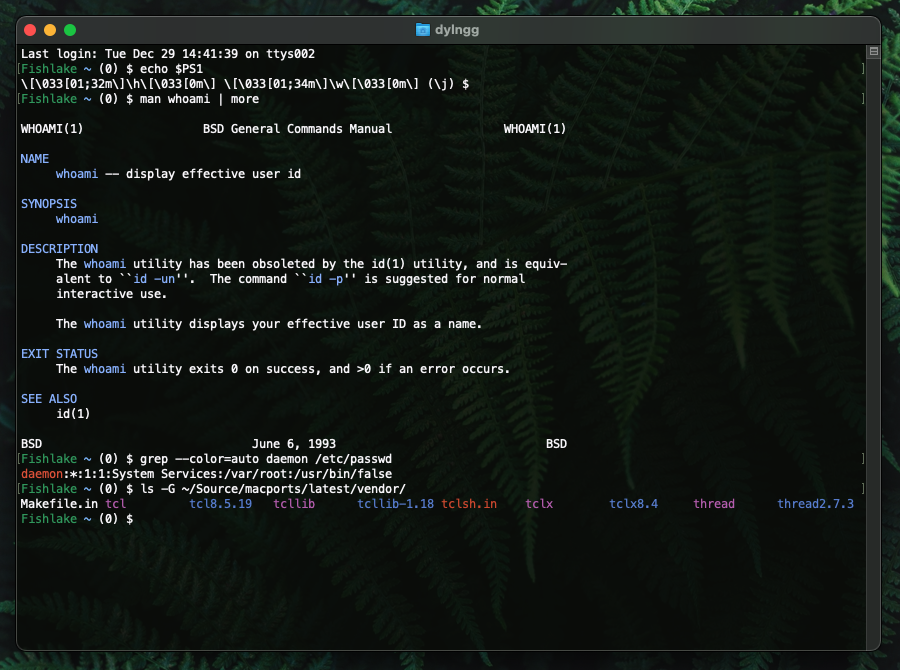 dylngg
Last login: Tue Dec 29 14:41:39 on ttys002
[Fishlake ~ (0) $ echo $PS1 ]
\[\033[01;32m\]\h\[\033[0m\] \[\033[01;34m\]\w\[\033[0m\] (\j) $
[Fishlake ~ (0) $ man whoami | more ]
WHOAMI(1) BSD General Commands Manual WHOAMI(1)
NAME
whoami -- display effective user id
SYNOPSIS
whoami
DESCRIPTION
The whoami utility has been obsoleted by the id(1) utility, and is equiv-
alent to ``id -un''. The command ``id -p'' is suggested for normal
interactive use.
The whoami utility displays your effective user ID as a name.
EXIT STATUS
The whoami utility exits 0 on success, and >0 if an error occurs.
SEE ALSO
id(1)
BSD June 6, 1993 BSD
[Fishlake ~ (0) $ grep --color=auto daemon /etc/passwd ]
daemon:*:1:1:System Services:/var/root:/usr/bin/false
[Fishlake ~ (0) $ ls -G ~/Source/macports/latest/vendor/ ]
Makefile.in tcl tcl8.5.19 tcllib tcllib-1.18 tclsh.in tclx tclx8.4 thread thread2.7.3
Fishlake ~ (0) $